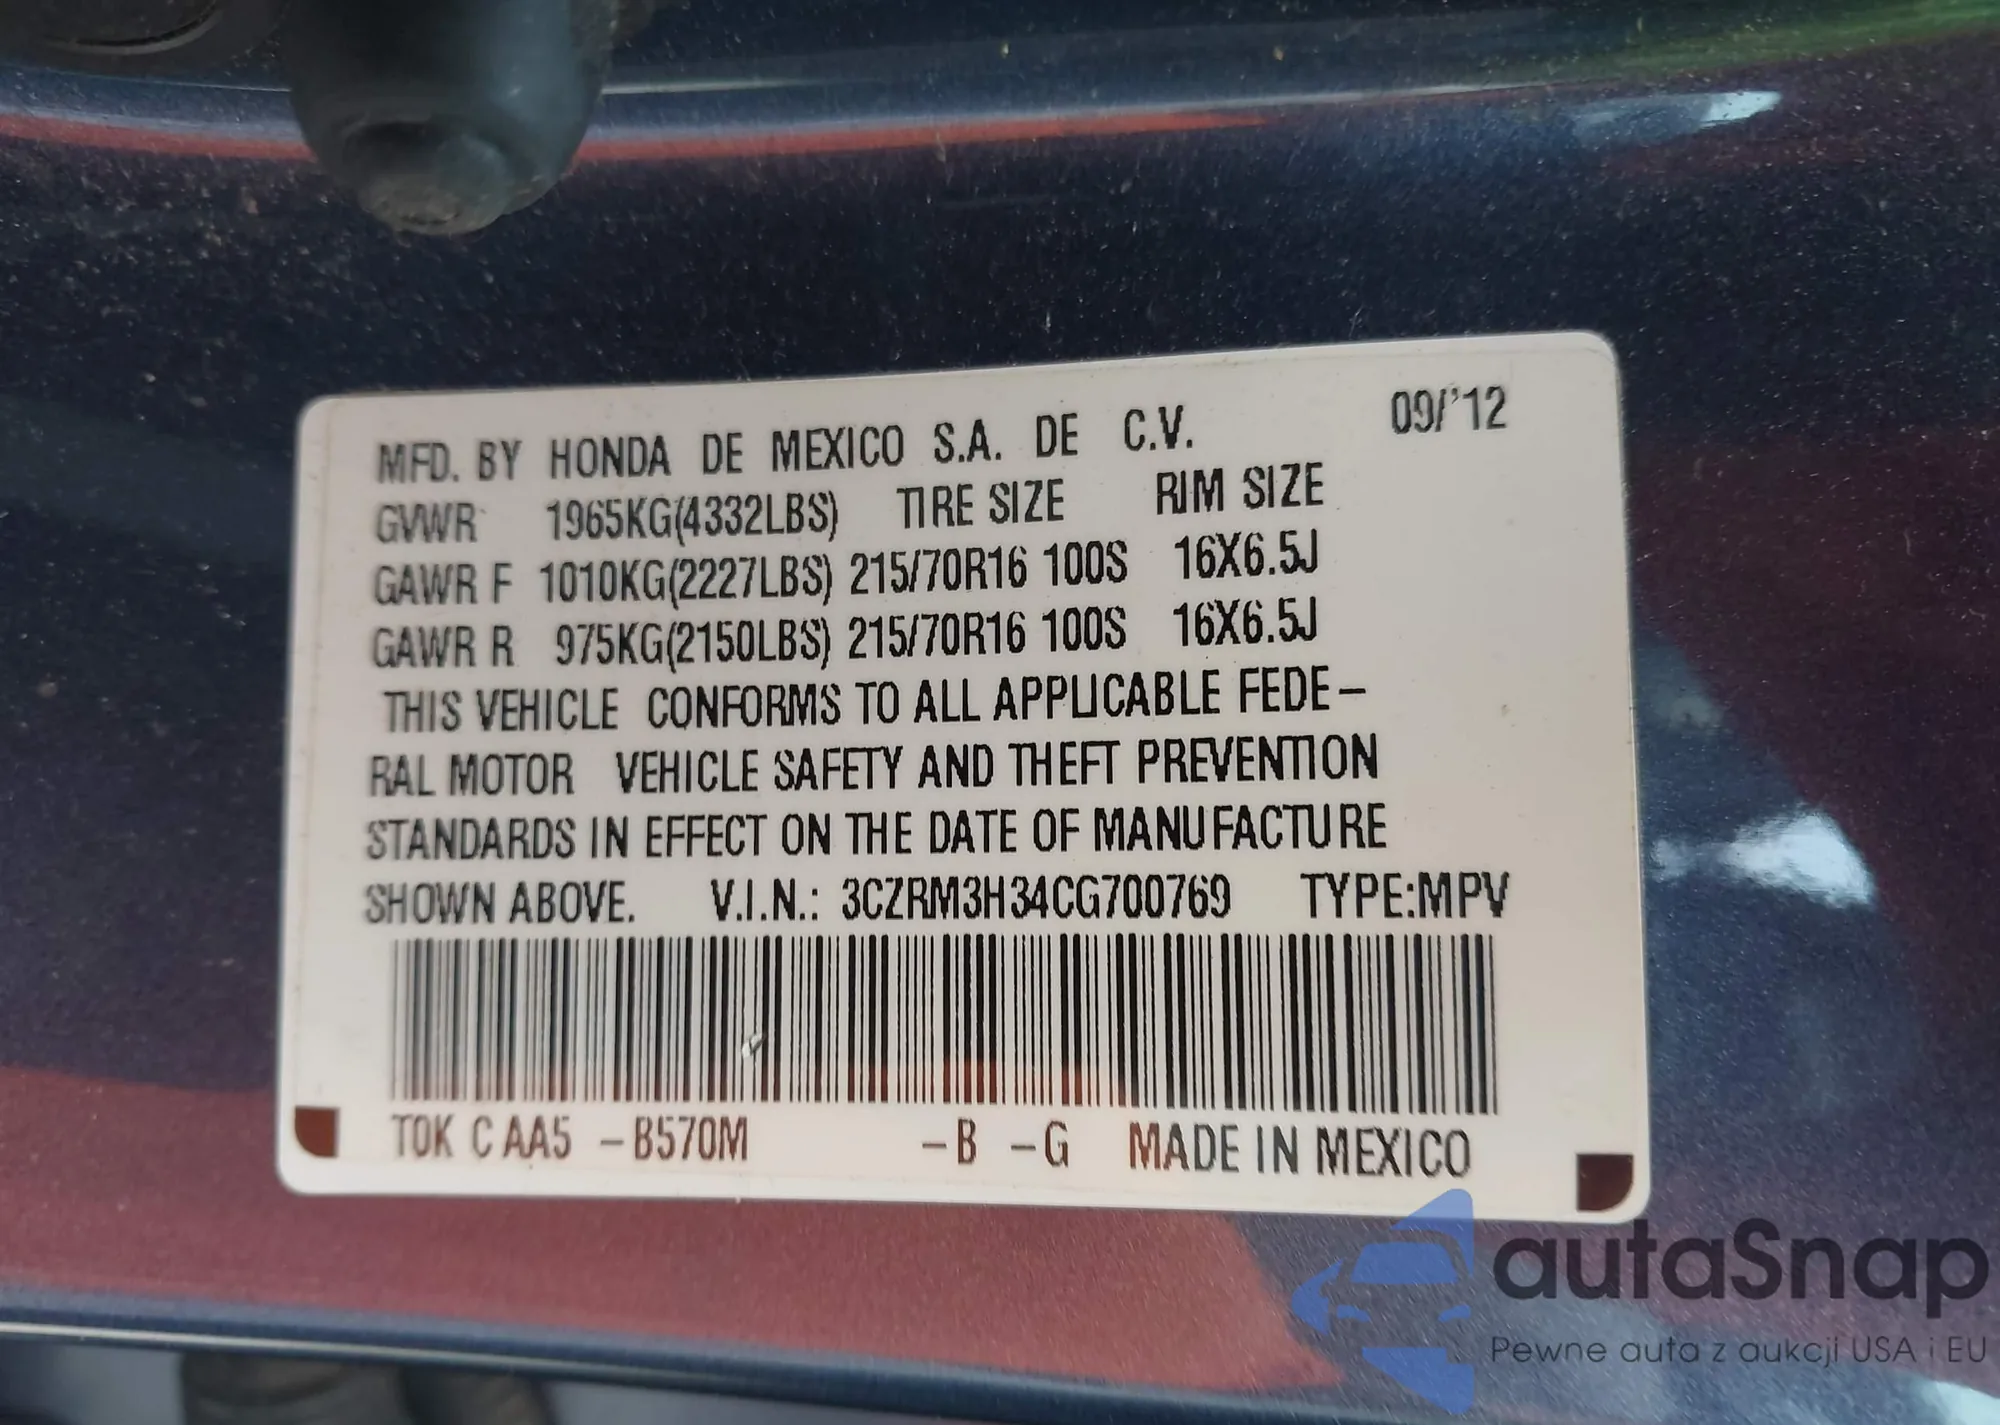 MFD. BY HONDA DE MEXICO S.A. DE C.V. 09/'12
GVWR 1965KG(4332LBS) TIRE SIZE RIM SIZE
GAWR F 1010KG(2227LBS) 215/70R16 100S 16X6.5J
GAWR R 975KG(2150LBS) 215/70R16 100S 16X6.5J
THIS VEHICLE CONFORMS TO ALL APPLICABLE FEDE-
RAL MOTOR VEHICLE SAFETY AND THEFT PREVENTION
STANDARDS IN EFFECT ON THE DATE OF MANUFACTURE
SHOWN ABOVE. V.I.N.: 3CZRM3H34CG700769 TYPE:MPV
T0K C AA5 -B570M -B -G MADE IN MEXICO
autaSnap
Pewne auta z aukcji USA i EU